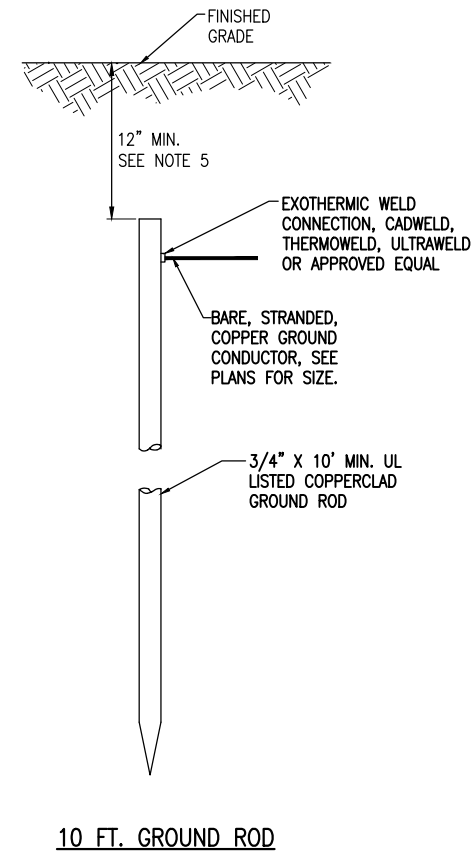 FINISHED
GRADE
12" MIN.
SEE NOTE 5
EXOTHERMIC WELD
CONNECTION, CADWELD,
THERMOWELD, ULTRAWELD
OR APPROVED EQUAL
BARE, STRANDED,
COPPER GROUND
CONDUCTOR, SEE
PLANS FOR SIZE.
3/4" X 10' MIN. UL
LISTED COPPERCLAD
GROUND ROD
10 FT. GROUND ROD